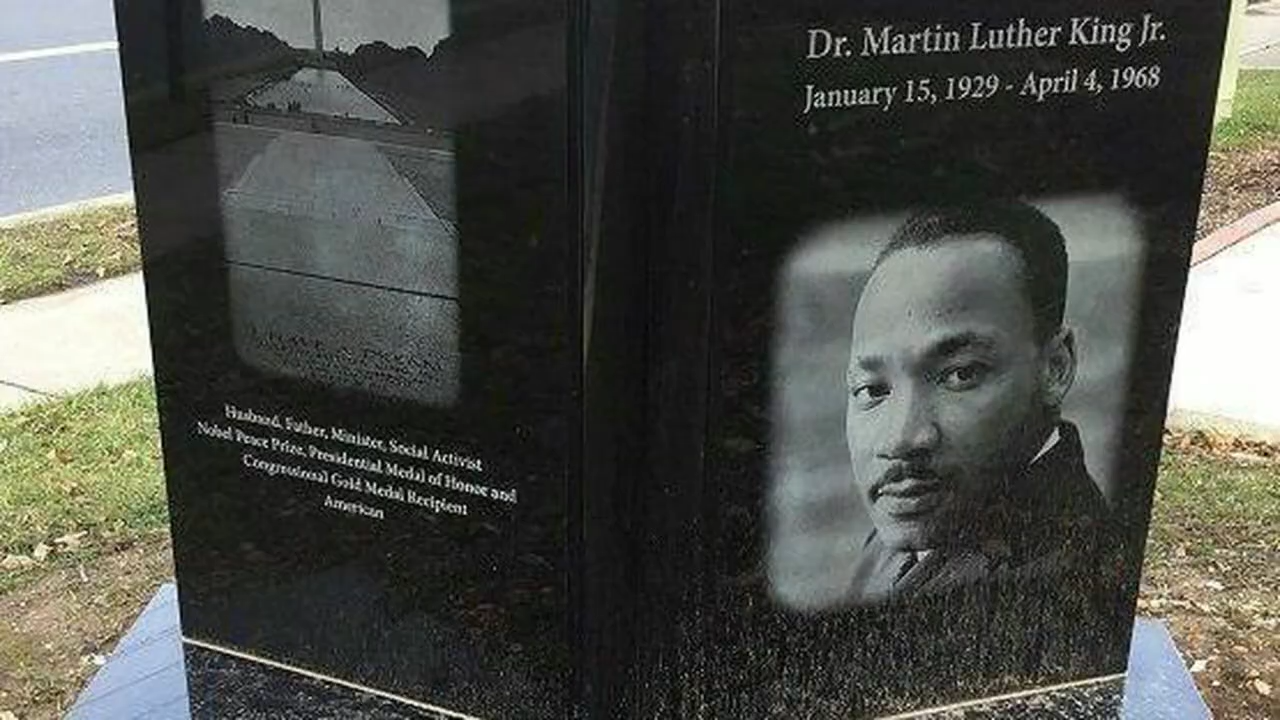 Dr. Martin Luther King Jr.
January 15, 1929 - April 4, 1968
Husband, Father, Minister, Social Activist
Nobel Peace Prize, Presidential Medal of Honor and
Congressional Gold Medal Recipient
American